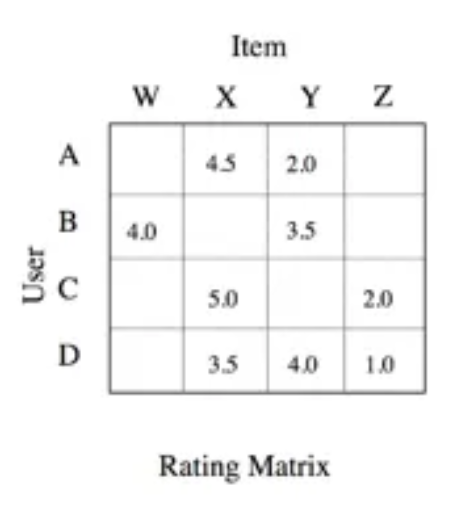 Item
W X Y Z
A 4.5 2.0
B 4.0 3.5
User
C 5.0 2.0
D 3.5 4.0 1.0
Rating Matrix